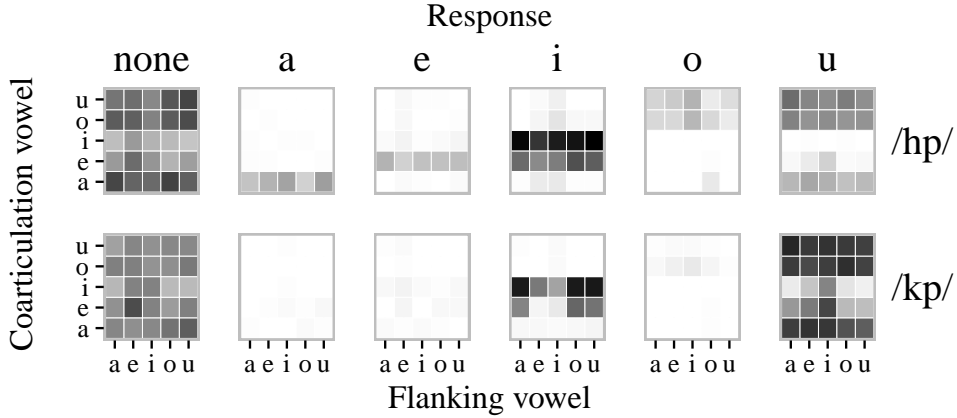 Response
none a e i o u
Coarticulation vowel
u
o
i
e
a
/hp/
u
o
i
e
a
/kp/
a e i o u a e i o u a e i o u a e i o u a e i o u a e i o u
Flanking vowel